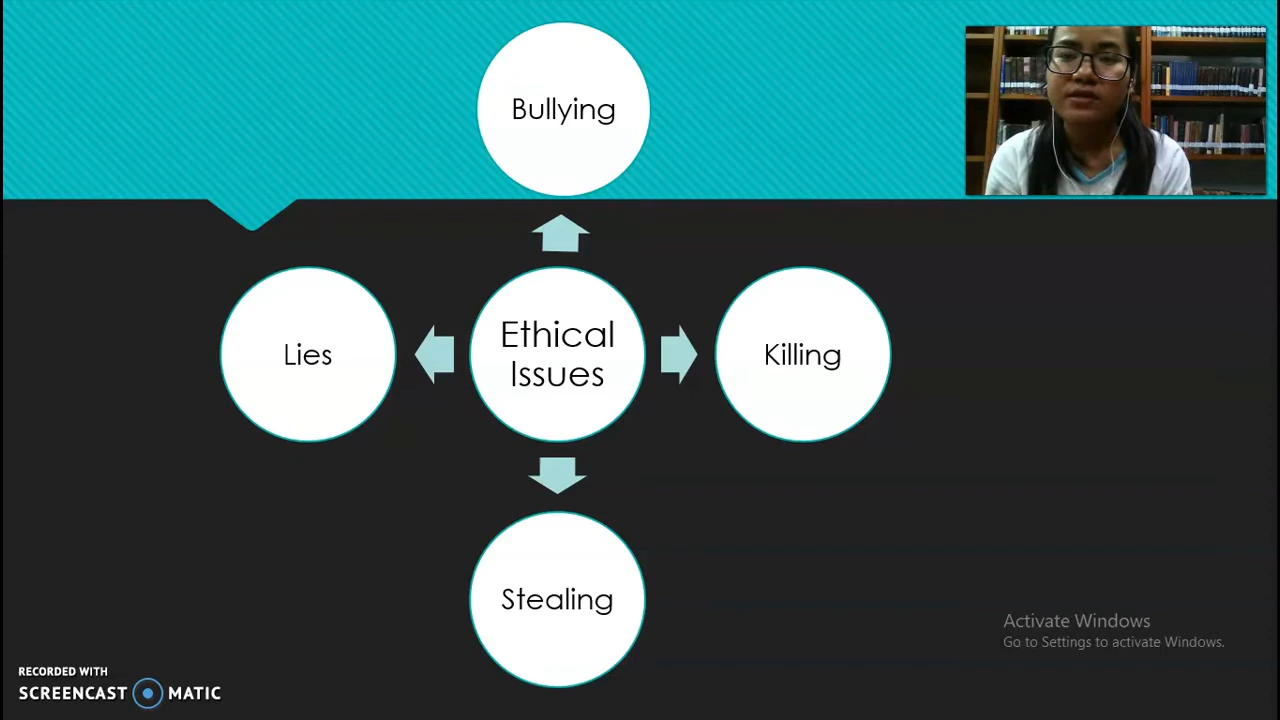 Bullying
Lies
Ethical
Issues
Killing
Stealing
Activate Windows
Go to Settings to activate Windows.
RECORDED WITH
SCREENCAST MATIC